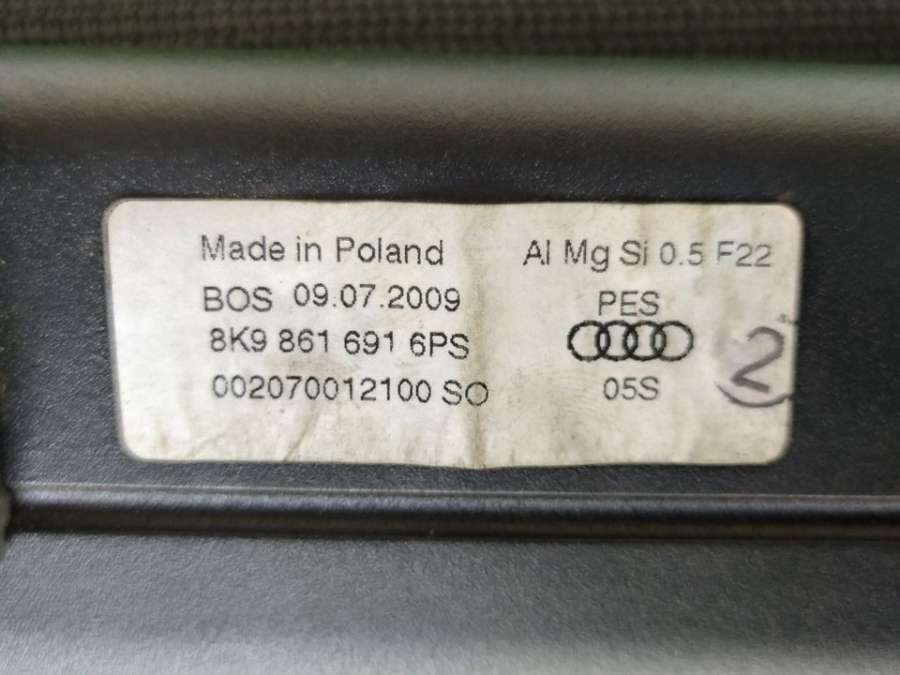 Made in Poland
BOS 09.07.2009
8K9 861 691 6PS
002070012100 SO
Al Mg Si 0.5 F22
PES
05S
2